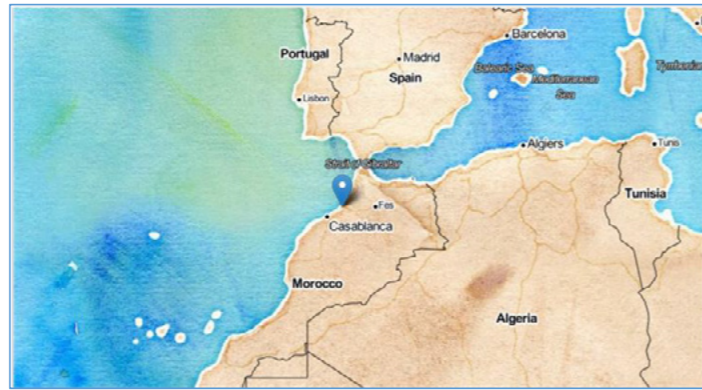 Barcelona
Portugal
Madrid
Balearic Sea
Spain
Mediterranean
Sea
Lisbon
Algiers
Tunis
Strait of Gibraltar
Tunisia
Fes
Casablanca
Morocco
Algeria